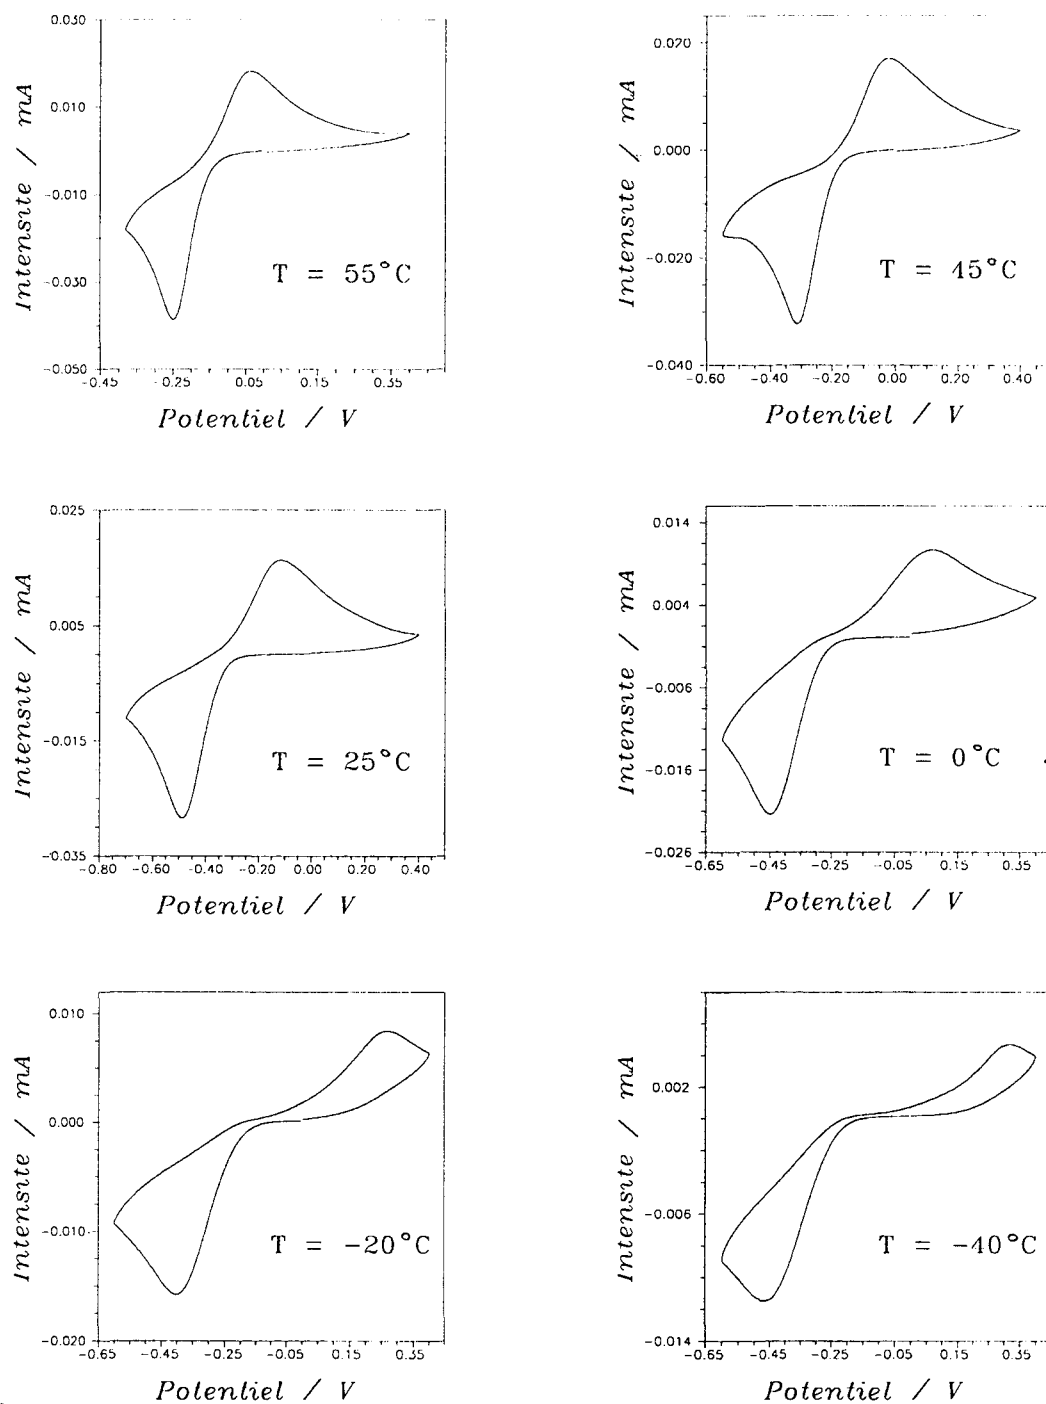 0.030
0.010
-0.010
-0.030
-0.050
-0.45 -0.25 0.05 0.15 0.35
Intensite / mA
T = 55°C
Potentiel / V
0.070
0.000
-0.020
-0.040
-0.60 -0.40 -0.20 0.00 0.20 0.40
Intensite / mA
T = 45°C
Potentiel / V
0.025
0.005
-0.015
-0.035
-0.80 -0.60 -0.40 -0.20 0.00 0.20 0.40
Intensite / mA
T = 25°C
Potentiel / V
0.014
0.004
-0.006
-0.016
-0.026
-0.65 -0.45 -0.25 -0.05 0.15 0.35
Intensite / mA
T = 0°C
Potentiel / V
0.010
0.000
-0.010
-0.020
-0.65 -0.45 -0.25 -0.05 0.15 0.35
Intensite / mA
T = -20°C
Potentiel / V
0.002
-0.006
-0.014
-0.65 -0.45 -0.25 -0.05 0.15 0.35
Intensite / mA
T = -40°C
Potentiel / V